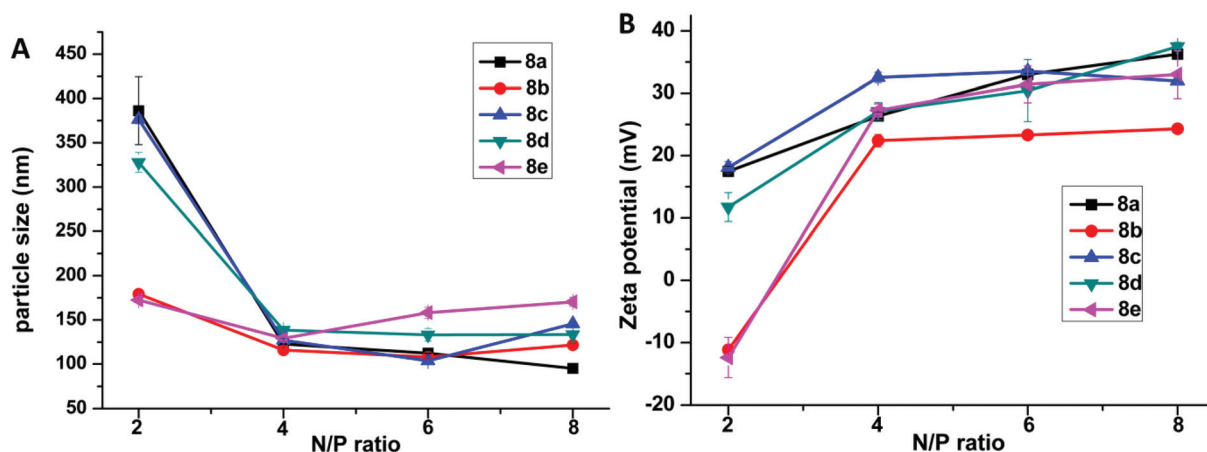 A
450
400
350
300
250
200
150
100
50
particle size (nm)
2 4 6 8
N/P ratio
8a
8b
8c
8d
8e
B
40
30
20
10
0
-10
-20
Zeta potential (mV)
2 4 6 8
N/P ratio
8a
8b
8c
8d
8e